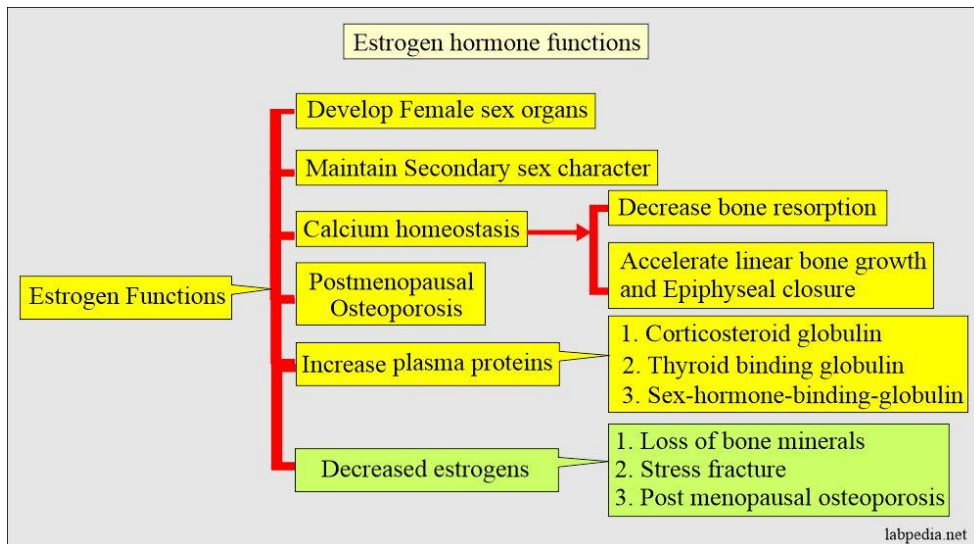 Estrogen hormone functions
Develop Female sex organs
Maintain Secondary sex character
Calcium homeostasis
Decrease bone resorption
Accelerate linear bone growth
and Epiphyseal closure
Estrogen Functions
Postmenopausal
Osteoporosis
Increase plasma proteins
1. Corticosteroid globulin
2. Thyroid binding globulin
3. Sex-hormone-binding-globulin
Decreased estrogens
1. Loss of bone minerals
2. Stress fracture
3. Post menopausal osteoporosis
labpedia.net